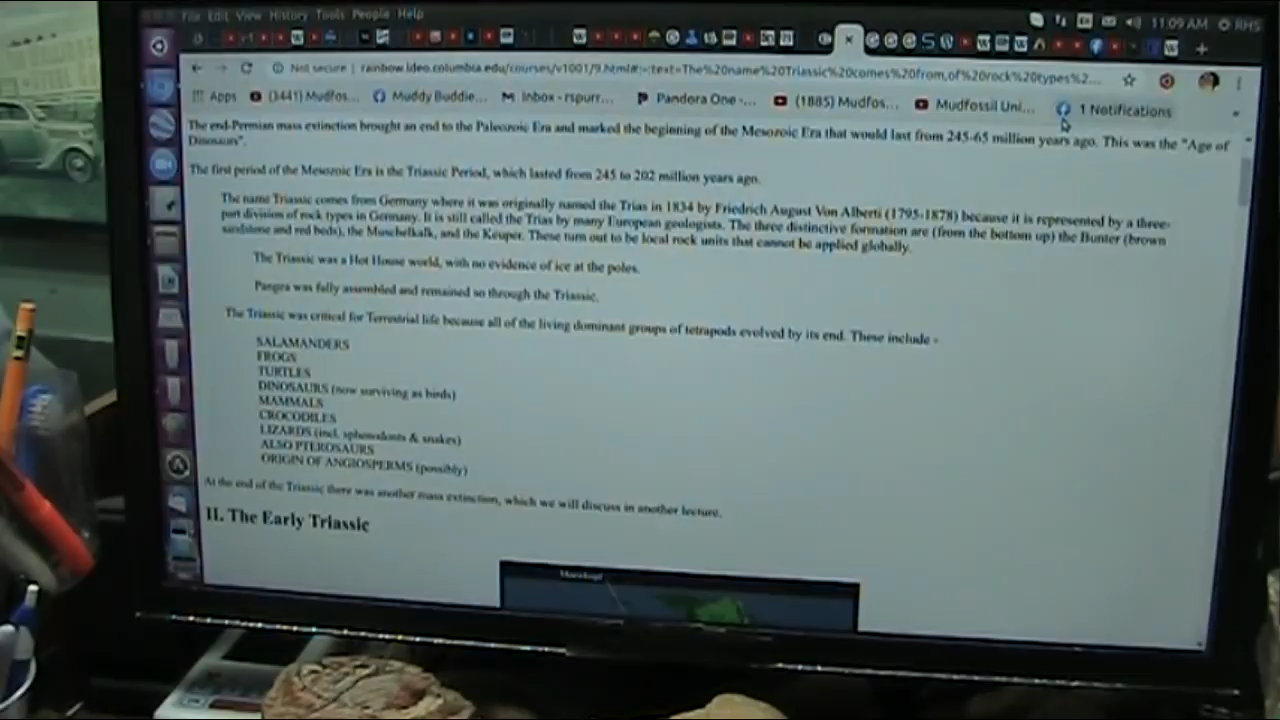 File Edit View History Tools People Help
11:09 AM RHS
Not secure | rainbow.ldeo.columbia.edu/courses/v1001/9.html#:~:text=The%20name%20Triassic%20comes%20from,of%20rock%20types%2...
Apps (3441) Mudfos... Muddy Buddie... Inbox - rspurr... Pandora One -... (1885) Mudfos... Mudfossil Uni... 1 Notifications
The end-Permian mass extinction brought an end to the Paleozoic Era and marked the beginning of the Mesozoic Era that would last from 245-65 million years ago. This was the "Age of
Dinosaurs".
The first period of the Mesozoic Era is the Triassic Period, which lasted from 245 to 202 million years ago.
The name Triassic comes from Germany where it was originally named the Trias in 1834 by Friedrich August Von Alberti (1795-1878) because it is represented by a three-
part division of rock types in Germany. It is still called the Trias by many European geologists. The three distinctive formation are (from the bottom up) the Bunter (brown
sandstone and red beds), the Muschelkalk, and the Keuper. These turn out to be local rock units that cannot be applied globally.
The Triassic was a Hot House world, with no evidence of ice at the poles.
Pangea was fully assembled and remained so through the Triassic.
The Triassic was critical for Terrestrial life because all of the living dominant groups of tetrapods evolved by its end. These include -
SALAMANDERS
FROGS
TURTLES
DINOSAURS (now surviving as birds)
MAMMALS
CROCODILES
LIZARDS (incl. sphenodonts & snakes)
ALSO PTEROSAURS
ORIGIN OF ANGIOSPERMS (possibly)
At the end of the Triassic there was another mass extinction, which we will discuss in another lecture.
II. The Early Triassic